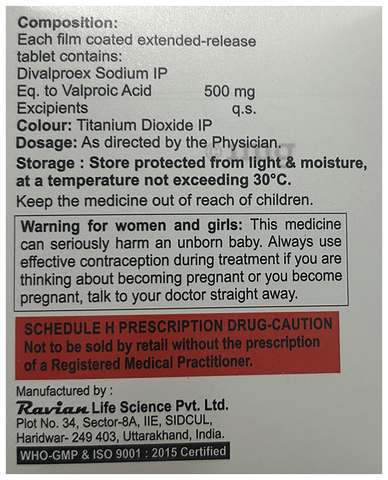 Composition:
Each film coated extended-release
tablet contains:
Divalproex Sodium IP
Eq. to Valproic Acid 500 mg
Excipients q.s.
Colour: Titanium Dioxide IP
Dosage: As directed by the Physician.
Storage : Store protected from light & moisture,
at a temperature not exceeding 30°C.
Keep the medicine out of reach of children.
Warning for women and girls: This medicine
can seriously harm an unborn baby. Always use
effective contraception during treatment if you are
thinking about becoming pregnant or you become
pregnant, talk to your doctor straight away.
SCHEDULE H PRESCRIPTION DRUG-CAUTION
Not to be sold by retail without the prescription
of a Registered Medical Practitioner.
Manufactured by :
Ravian Life Science Pvt. Ltd.
Plot No. 34, Sector-8A, IIE, SIDCUL,
Haridwar- 249 403, Uttarakhand, India.
WHO-GMP & ISO 9001 : 2015 Certified